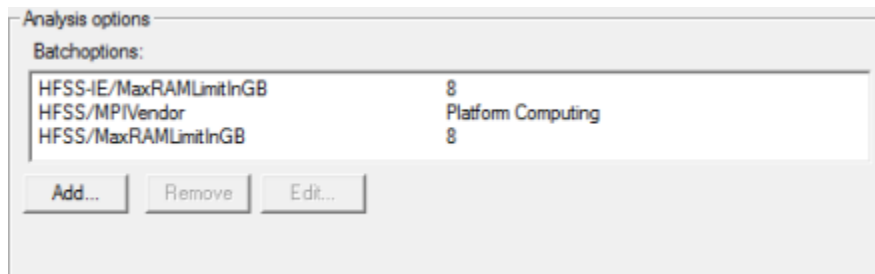 Analysis options
Batchoptions:
HFSS-IE/MaxRAMLimitInGB 8
HFSS/MPIVendor Platform Computing
HFSS/MaxRAMLimitInGB 8
Add... Remove Edit...